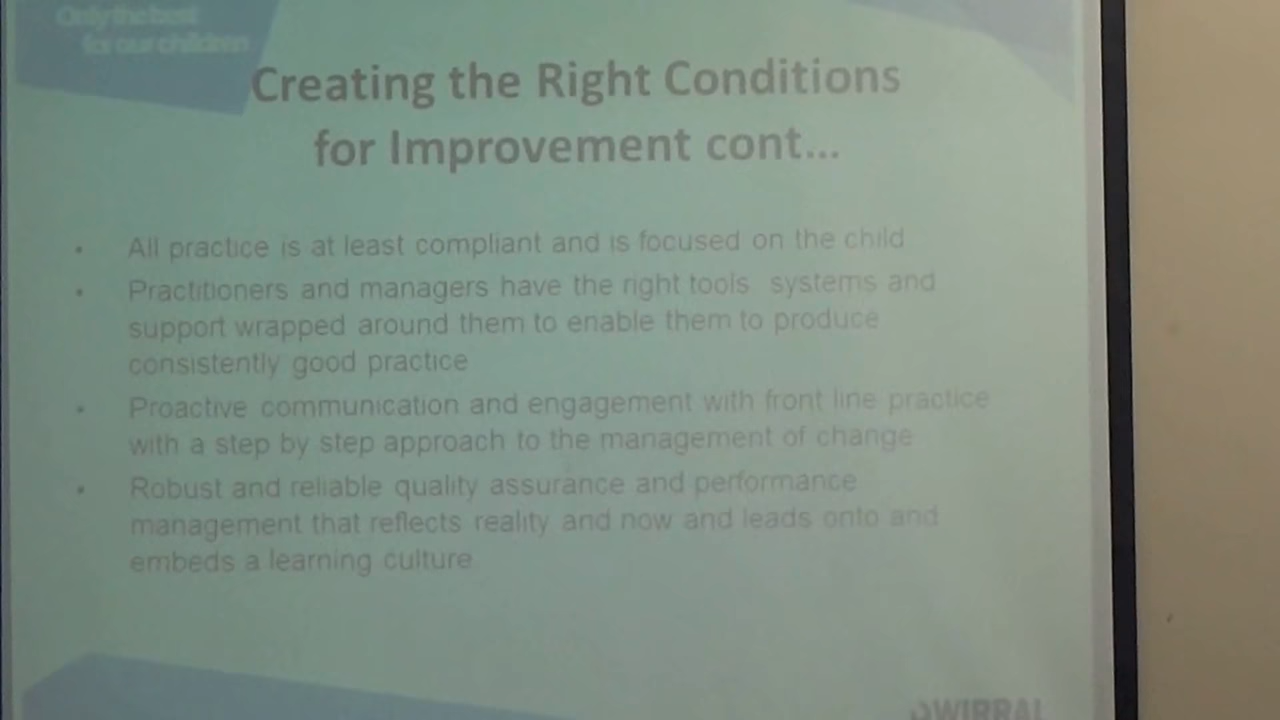 Only the best
for our children
Creating the Right Conditions
for Improvement cont...
• All practice is at least compliant and is focused on the child
• Practitioners and managers have the right tools systems and
support wrapped around them to enable them to produce
consistently good practice
• Proactive communication and engagement with front line practice
with a step by step approach to the management of change
• Robust and reliable quality assurance and performance
management that reflects reality and now and leads onto and
embeds a learning culture
WIRRAL